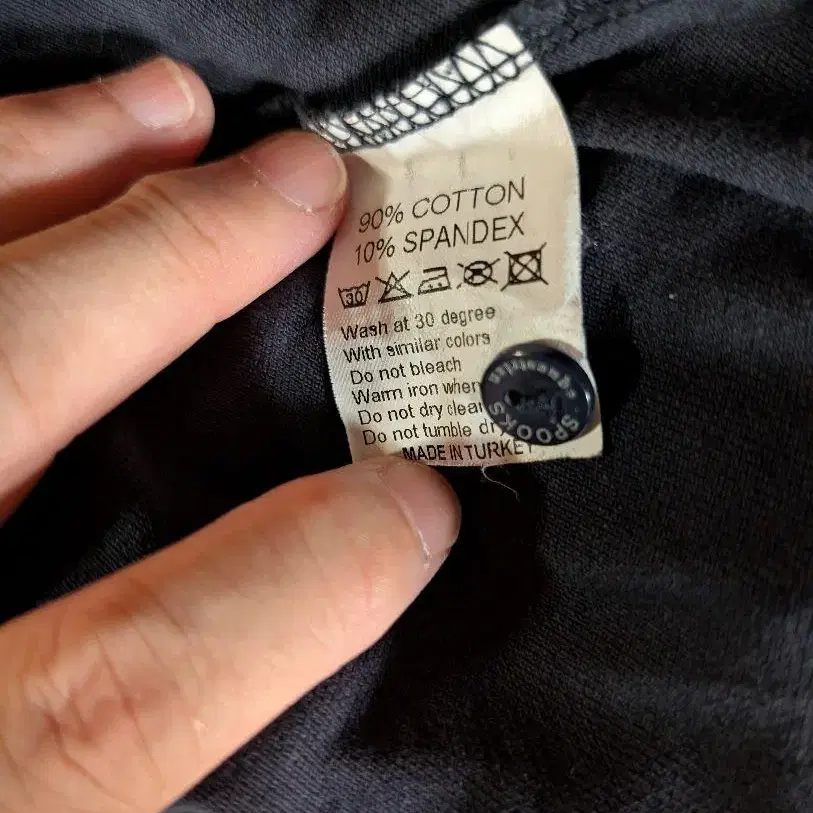 90% COTTON
10% SPANDEX
30
Wash at 30 degree
With similar colors
Do not bleach
Warm iron when
Do not dry clean
Do not tumble dry
MADE IN TURKEY
SPOOKS